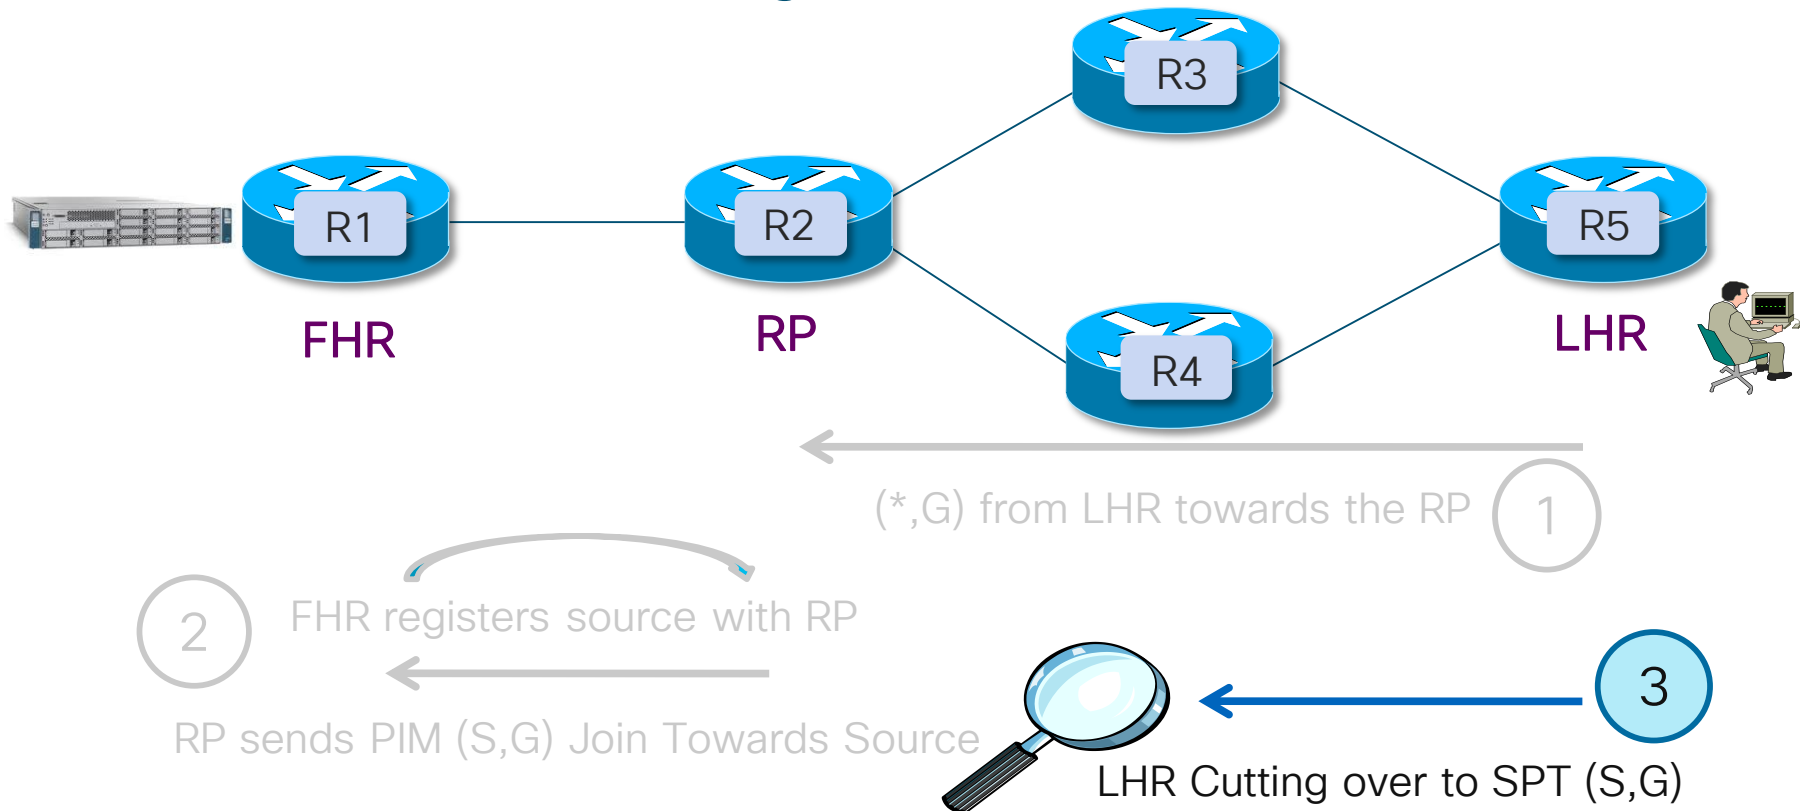 R3
R1
R2
R5
FHR
RP
LHR
R4
(*,G) from LHR towards the RP
1
2
FHR registers source with RP
3
RP sends PIM (S,G) Join Towards Source
LHR Cutting over to SPT (S,G)